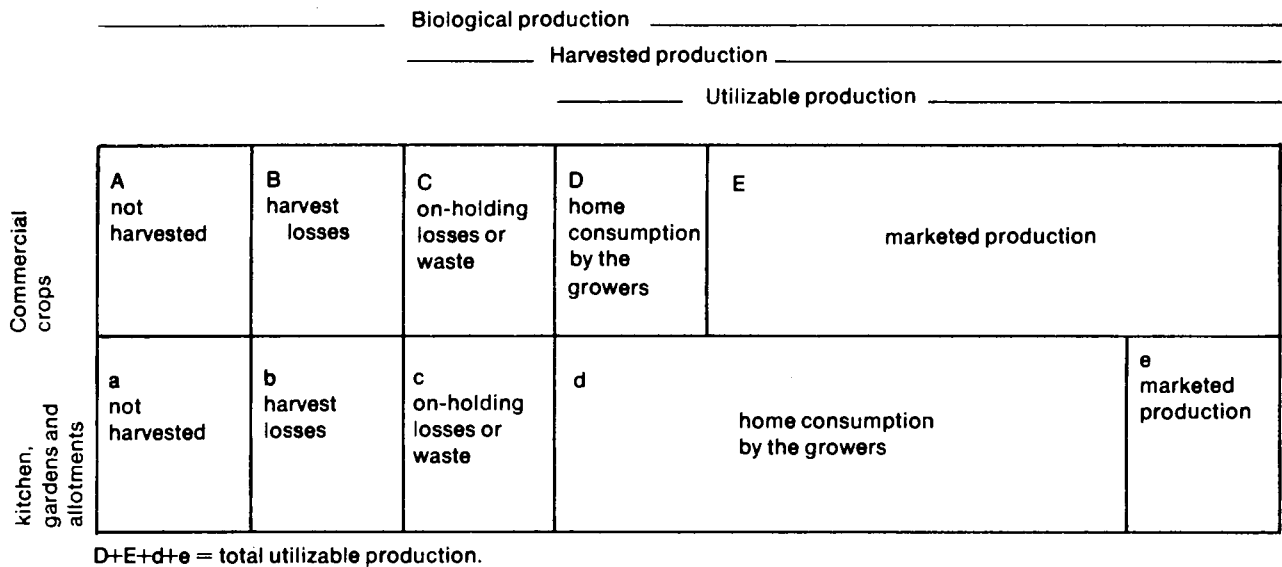 Biological production
Harvested production
Utilizable production
Commercial
crops
A
not
harvested
B
harvest
losses
C
on-holding
losses or
waste
D
home
consumption
by the
growers
E
marketed production
kitchen,
gardens and
allotments
a
not
harvested
b
harvest
losses
c
on-holding
losses or
waste
d
home consumption
by the growers
e
marketed
production
D+E+d+e = total utilizable production.